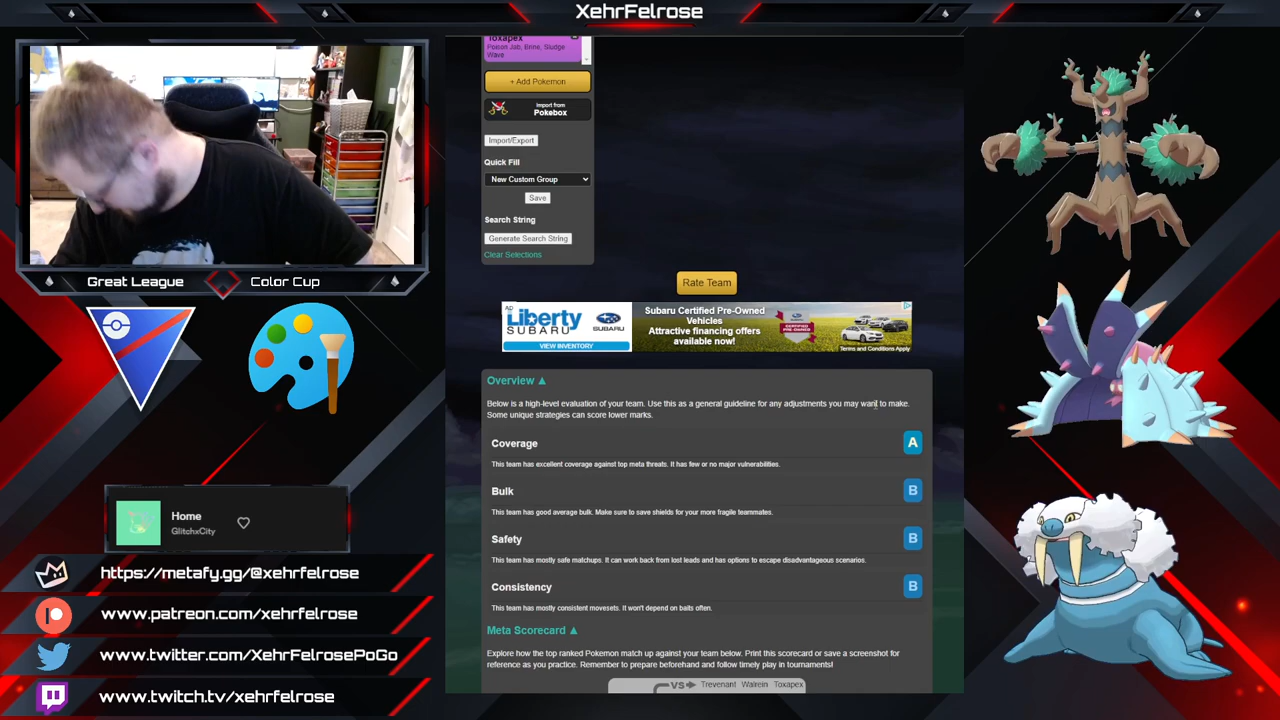 XehrFelrose
Toxapex
Poison Jab, Brine, Sludge
Wave
+ Add Pokemon
Import from
Pokebox
Import/Export
Quick Fill
New Custom Group
Save
Search String
Generate Search String
Clear Selections
Great League
Color Cup
Rate Team
AD
Liberty
SUBARU
SUBARU
VIEW INVENTORY
Subaru Certified Pre-Owned
Vehicles
Attractive financing offers
available now!
CERTIFIED
PRE-OWNED
Terms and Conditions Apply
Overview ▲
Below is a high-level evaluation of your team. Use this as a general guideline for any adjustments you may want to make.
Some unique strategies can score lower marks.
Coverage
A
This team has excellent coverage against top meta threats. It has few or no major vulnerabilities.
Bulk
B
This team has good average bulk. Make sure to save shields for your more fragile teammates.
Safety
B
This team has mostly safe matchups. It can work back from lost leads and has options to escape disadvantageous scenarios.
Consistency
B
This team has mostly consistent movesets. It won't depend on baits often.
Meta Scorecard ▲
Explore how the top ranked Pokemon match up against your team below. Print this scorecard or save a screenshot for
reference as you practice. Remember to prepare beforehand and follow timely play in tournaments!
VS
Trevenant Walrein Toxapex
Home
GlitchxCity
https://metafy.gg/@xehrfelrose
www.patreon.com/xehrfelrose
www.twitter.com/XehrFelrosePoGo
www.twitch.tv/xehrfelrose